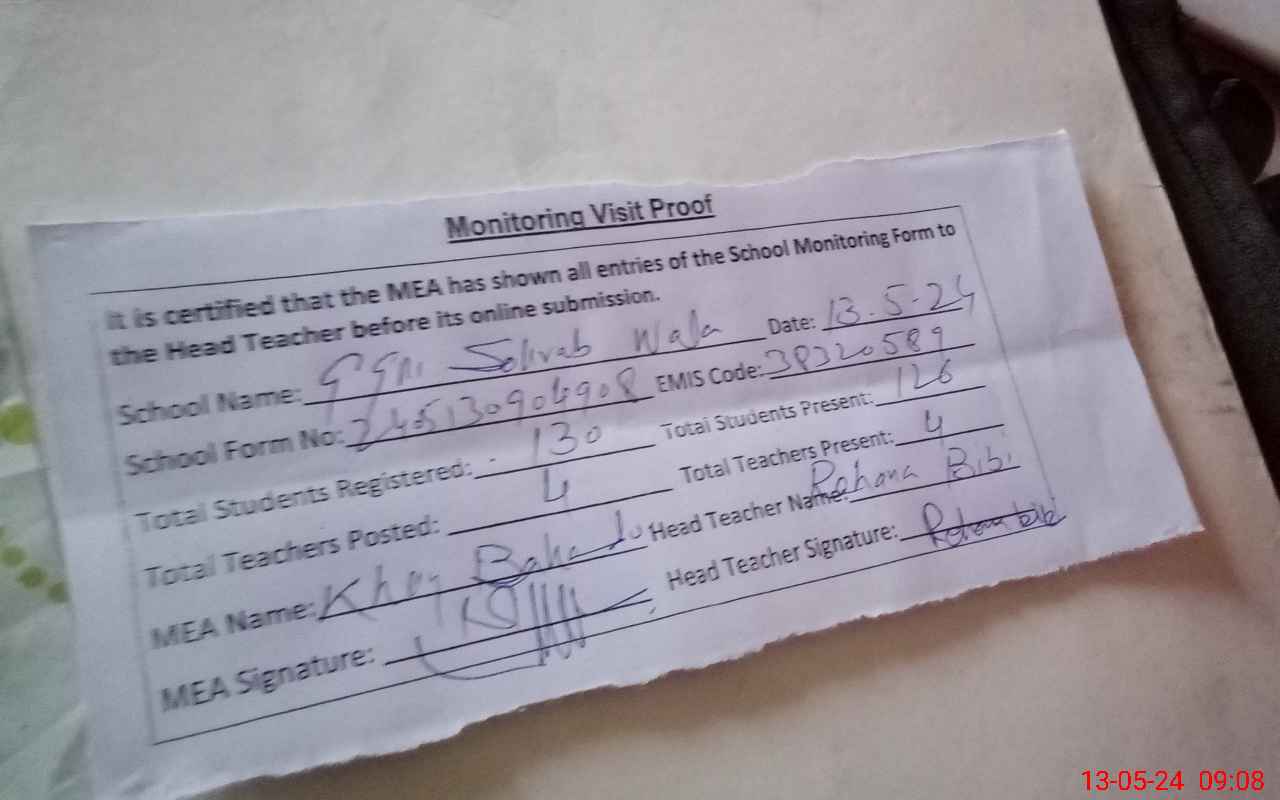 Monitoring Visit Proof
It is certified that the MEA has shown all entries of the School Monitoring Form to
the Head Teacher before its online submission.
School Name: Sohrab Wala Date: 13.5-24
School Form No: 2405130904908 EMIS Code: 38320589
Total Students Registered: 130 Total Students Present: 126
Total Teachers Posted: 4 Total Teachers Present: 4
MEA Name: Head Teacher Name: Rehana Bibi
MEA Signature: Head Teacher Signature: Rehana bibi
13-05-24 09:08